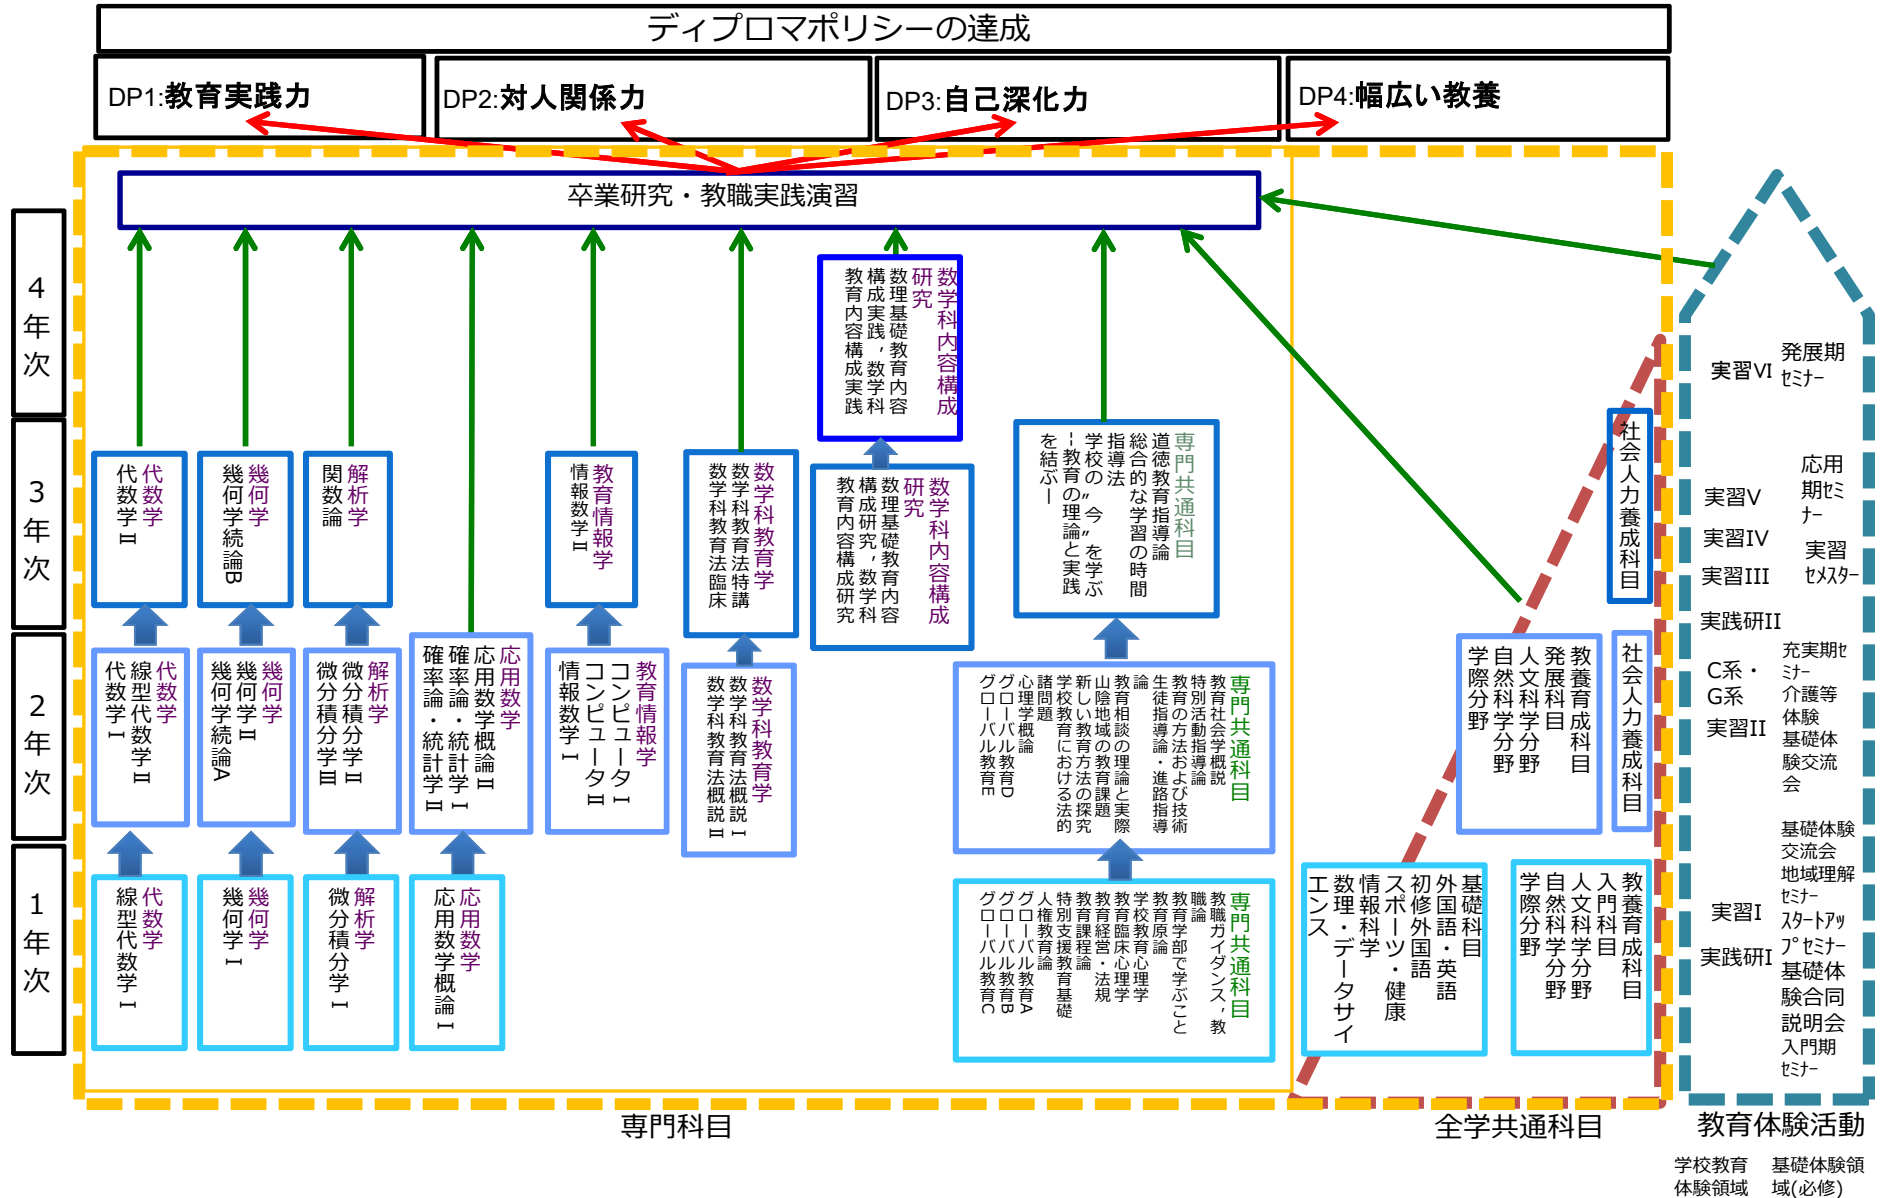 ディプロマポリシーの達成
DP1:教育実践力
DP2:対人関係力
DP3:自己深化力
DP4:幅広い教養
卒業研究・教職実践演習
4年次
数学科内容構成
研究
数理基礎教育内容
構成実践,数学科
教育内容構成実践
3年次
代数学
代数学Ⅱ
幾何学
幾何学続論B
解析学
関数論
教育情報学
情報数学Ⅱ
数学科教育学
数学科教育法特講
数学科教育法臨床
数学科内容構成
研究
数理基礎教育内容
構成研究,数学科
教育内容構成研究
専門共通科目
道徳教育指導論
総合的な学習の時間
指導法
学校の〝今〟を学ぶ
ー教育の理論と実践
を結ぶー
社会人力養成科目
2年次
代数学
線型代数学Ⅱ
代数学Ⅰ
幾何学
幾何学Ⅱ
幾何学続論A
解析学
微分積分学Ⅱ
微分積分学Ⅲ
応用数学
応用数学概論Ⅱ
確率論・統計学Ⅰ
確率論・統計学Ⅱ
教育情報学
コンピュータⅠ
コンピュータⅡ
情報数学Ⅰ
数学科教育学
数学科教育法概説Ⅰ
数学科教育法概説Ⅱ
専門共通科目
教育社会学概説
特別活動指導論
教育の方法および技術
生徒指導論・進路指導
論
教育相談の理論と実際
山陰地域の教育課題
新しい教育方法の探究
学校教育における法的
諸問題
心理学概論
グローバル教育D
グローバル教育E
教養育成科目
発展科目
人文科学分野
自然科学分野
学際分野
社会人力養成科目
1年次
代数学
線型代数学Ⅰ
幾何学
幾何学Ⅰ
解析学
微分積分学Ⅰ
応用数学
応用数学概論Ⅰ
専門共通科目
教職ガイダンス,教
職論
教育学部で学ぶこと
教育原論
学校教育心理学
教育臨床心理学
教育経営・法規
教育課程論
特別支援教育基礎
人権教育論
グローバル教育A
グローバル教育B
グローバル教育C
基礎科目
外国語・英語
初修外国語
スポーツ・健康
情報科学
数理・データサイ
エンス
教養育成科目
入門科目
人文科学分野
自然科学分野
学際分野
実習VI
発展期
ｾﾐﾅｰ
実習V
応用
期ｾﾐ
ﾅｰ
実習IV
実習III
実習
ｾﾒｽﾀｰ
実践研II
C系・
G系
実習II
充実期ｾ
ﾐﾅｰ
介護等
体験
基礎体
験交流
会
基礎体験
交流会
地域理解
ｾﾐﾅｰ
ｽﾀｰﾄｱｯ
ﾌﾟｾﾐﾅｰ
基礎体
験合同
説明会
入門期
ｾﾐﾅｰ
実習I
実践研I
専門科目
全学共通科目
教育体験活動
学校教育
体験領域
基礎体験領
域(必修)